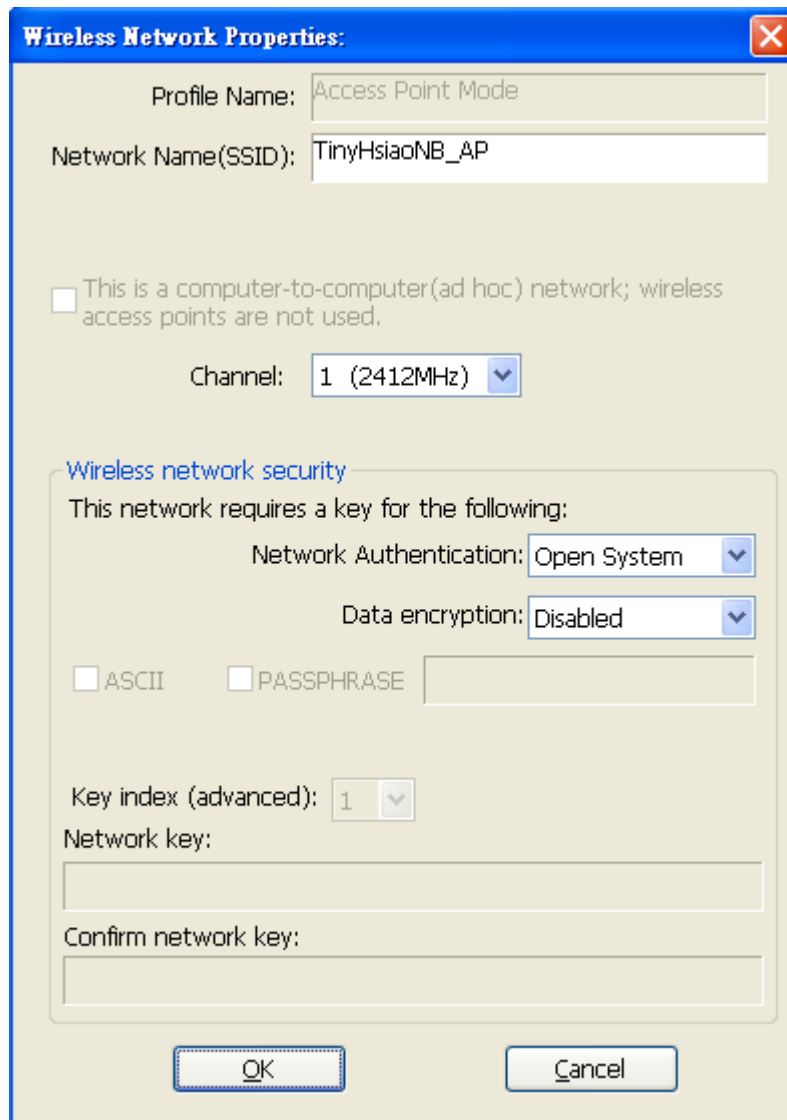 Wireless Network Properties:
Profile Name: Access Point Mode
Network Name(SSID): TinyHsiaoNB_AP
This is a computer-to-computer(ad hoc) network; wireless
access points are not used.
Channel: 1 (2412MHz)
Wireless network security
This network requires a key for the following:
Network Authentication: Open System
Data encryption: Disabled
ASCII PASSPHRASE
Key index (advanced): 1
Network key:
Confirm network key:
OK Cancel